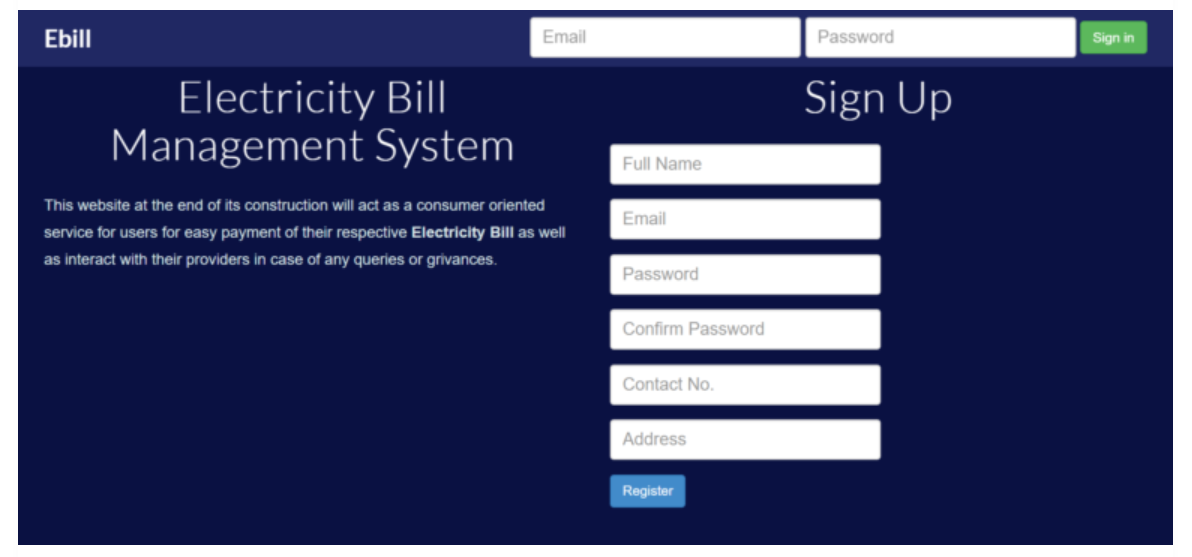 Ebill
Email
Password
Sign in
Electricity Bill
Management System
This website at the end of its construction will act as a consumer oriented
service for users for easy payment of their respective Electricity Bill as well
as interact with their providers in case of any queries or grivances.
Sign Up
Full Name
Email
Password
Confirm Password
Contact No.
Address
Register